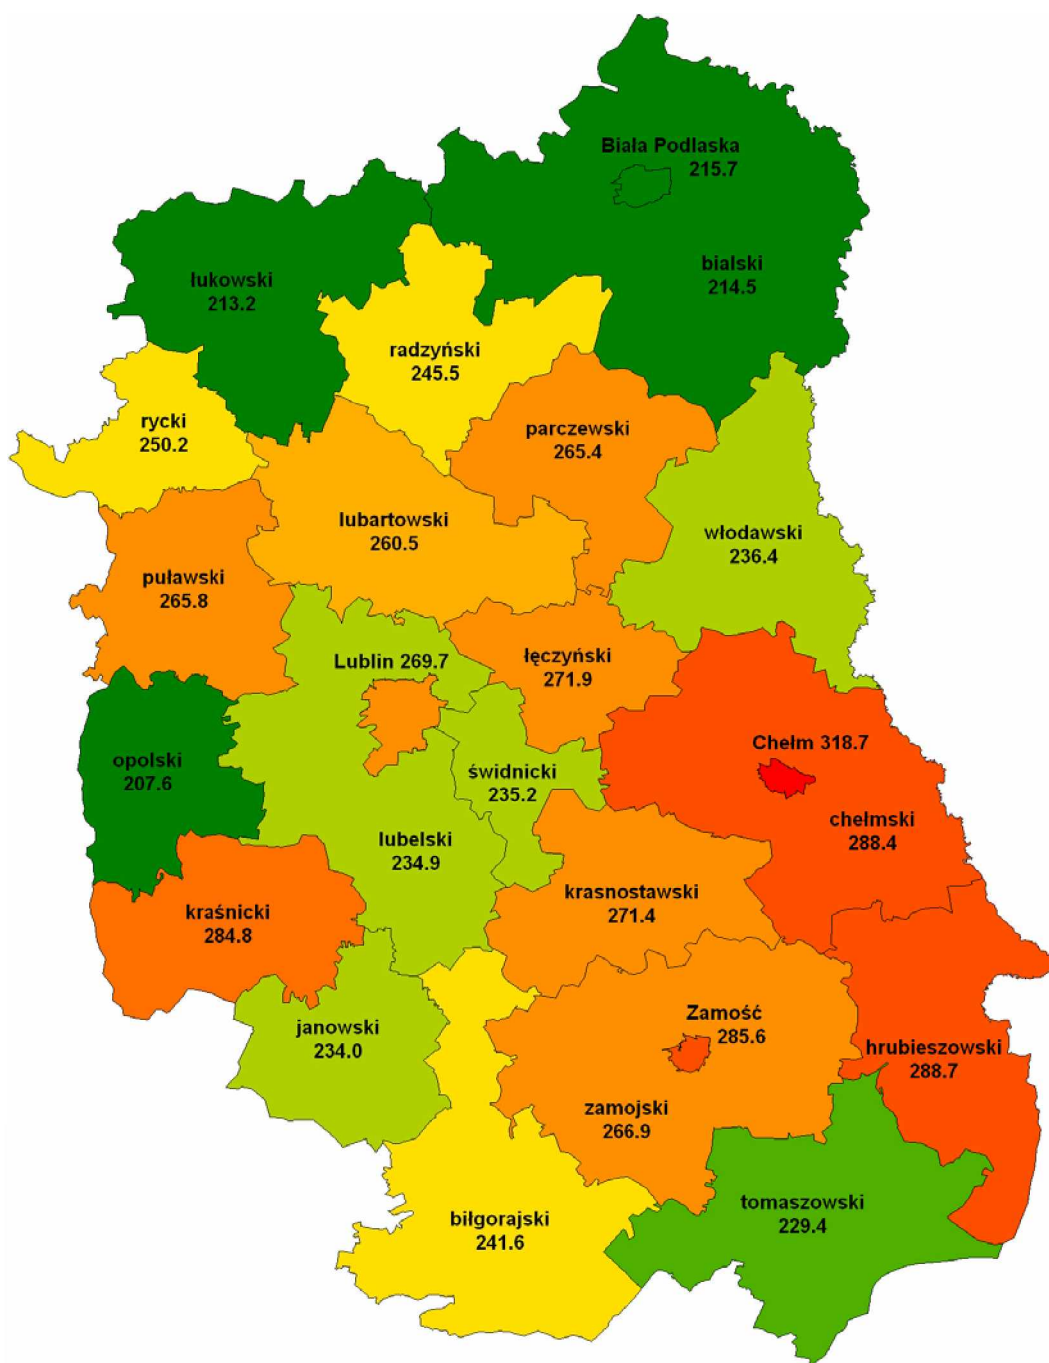 Biała Podlaska
215.7
bialski
214.5
łukowski
213.2
radzyński
245.5
rycki
250.2
parczewski
265.4
lubartowski
260.5
włodawski
236.4
puławski
265.8
Lublin 269.7
łęczyński
271.9
opolski
207.6
świdnicki
235.2
Chełm 318.7
chełmski
288.4
lubelski
234.9
krasnostawski
271.4
kraśnicki
284.8
janowski
234.0
Zamość
285.6
hrubieszowski
288.7
zamojski
266.9
biłgorajski
241.6
tomaszowski
229.4